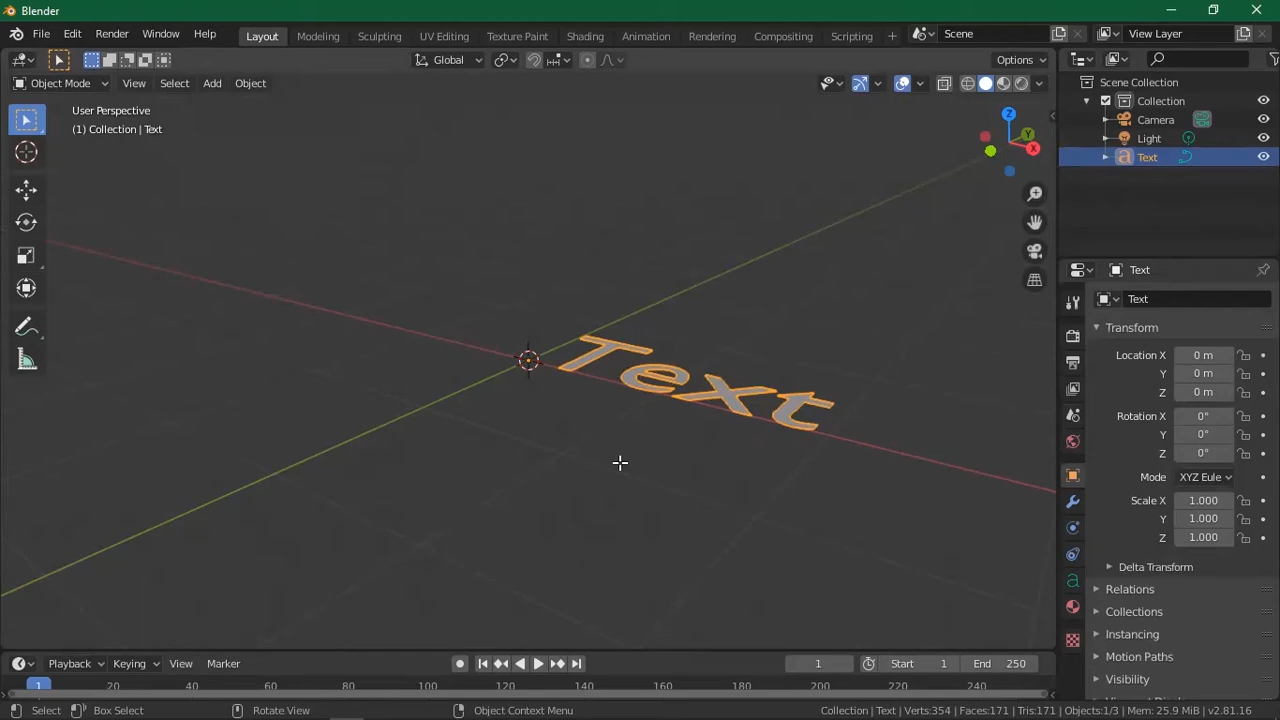 Blender
File Edit Render Window Help Layout Modeling Sculpting UV Editing Texture Paint Shading Animation Rendering Compositing Scripting + Scene View Layer
Global Options
Object Mode View Select Add Object
User Perspective
(1) Collection | Text
Z
Y
X
Text
Scene Collection
Collection
Camera
Light
a Text
Text
Text
Transform
Location X 0 m
Y 0 m
Z 0 m
Rotation X 0°
Y 0°
Z 0°
Mode XYZ Eule
Scale X 1.000
Y 1.000
Z 1.000
Delta Transform
Relations
Collections
Instancing
Motion Paths
Visibility
Playback Keying View Marker 1 Start 1 End 250
1 20 40 60 80 100 120 140 160 180 200 220 240
Select Box Select Rotate View Object Context Menu Collection | Text | Verts:354 | Faces:171 | Tris:171 | Objects:1/3 | Mem: 25.9 MiB | v2.81.16